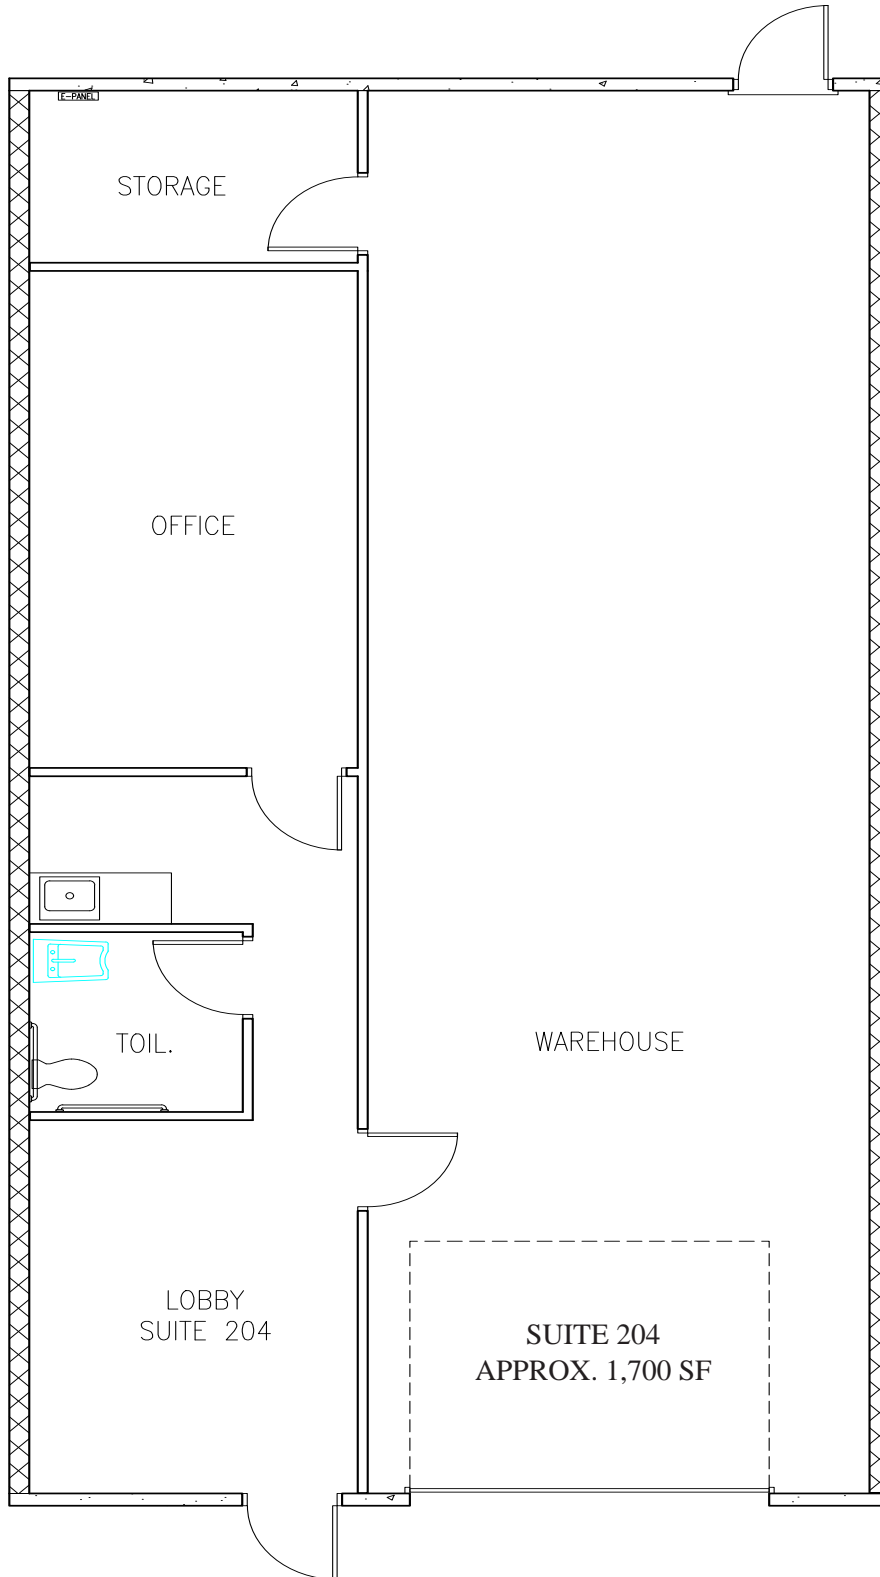 E-PANEL
STORAGE
OFFICE
TOIL.
WAREHOUSE
LOBBY
SUITE 204
SUITE 204
APPROX. 1,700 SF